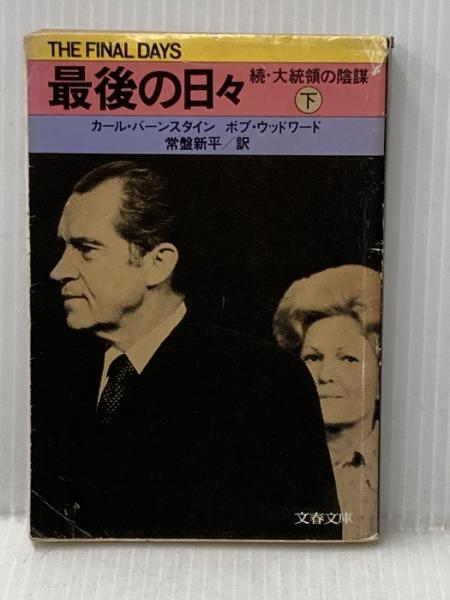 THE FINAL DAYS
最後の日々 続・大統領の陰謀 下
カール・バーンスタイン ボブ・ウッドワード
常盤新平/訳
文春文庫